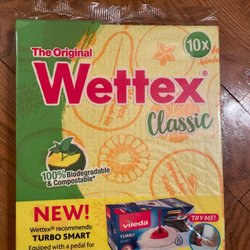 The Original
10x
Wettex®
Classic
100% Biodegradable
& Compostable*
NEW!
Wettex® recommends:
TURBO SMART
Equiped with a pedal for
TRY ME!
vileda
TURBO